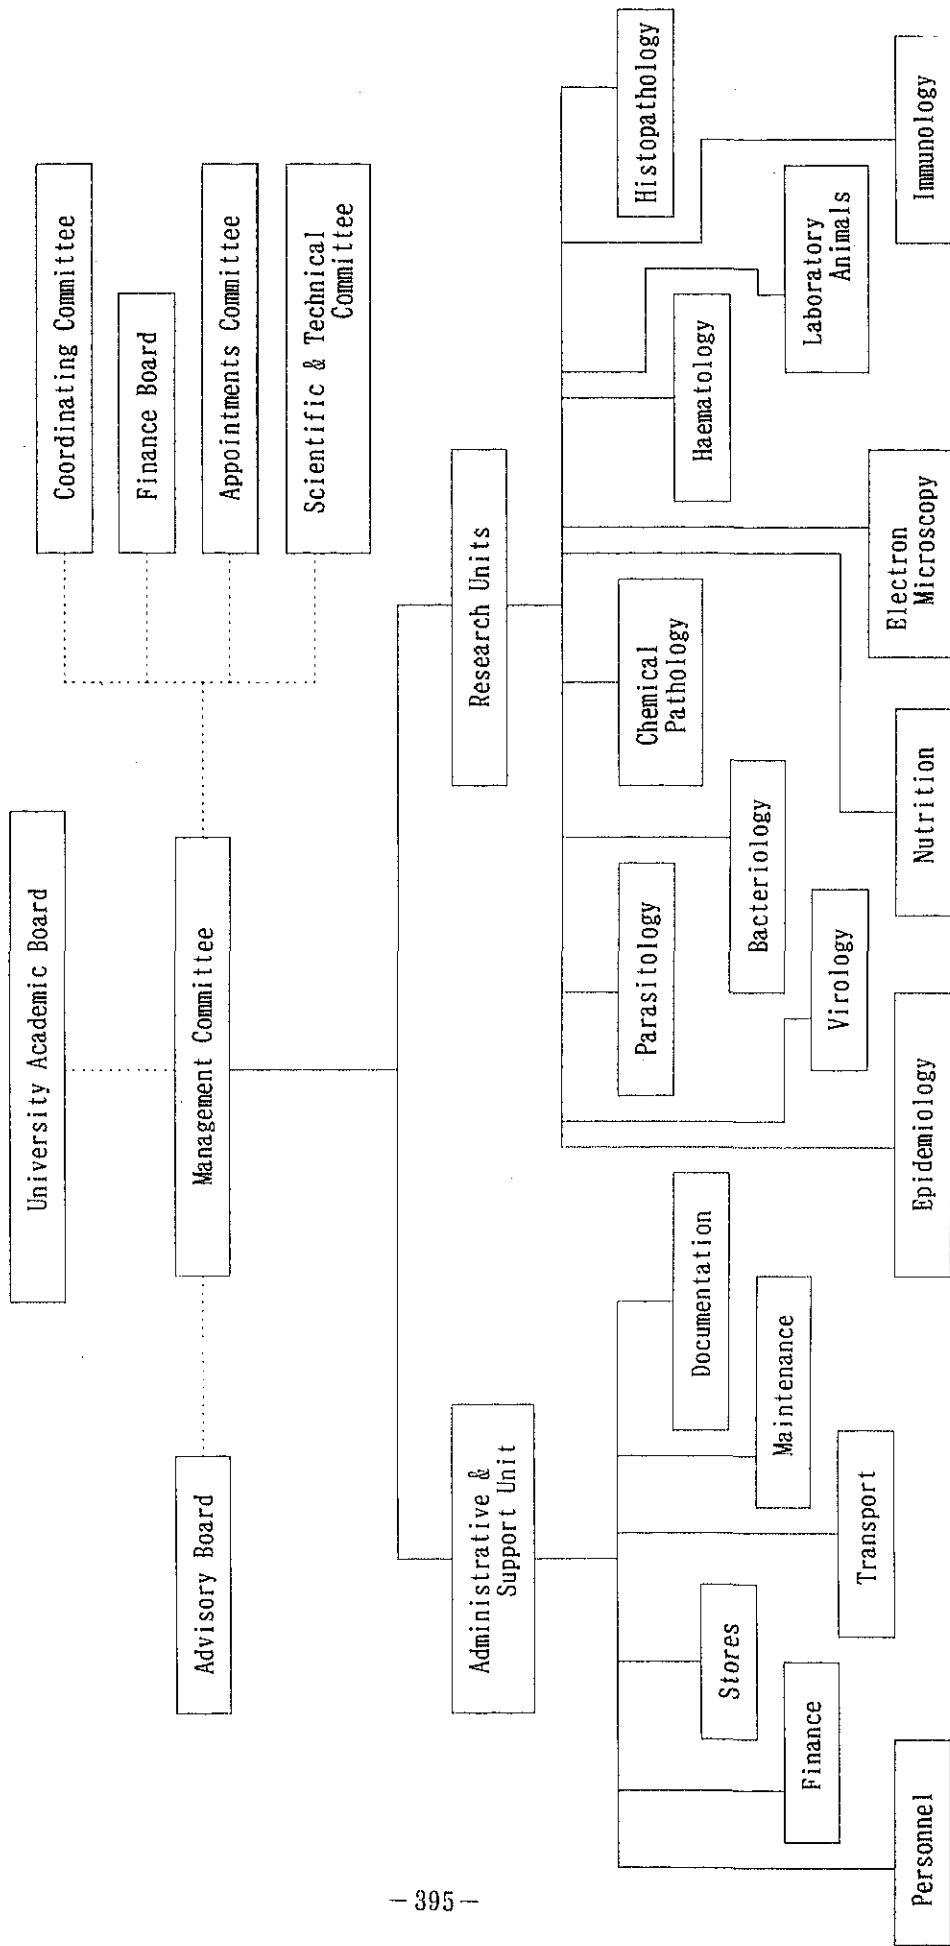 University Academic Board
Coordinating Committee
Finance Board
Advisory Board
Management Committee
Appointments Committee
Scientific & Technical
Committee
Administrative &
Support Unit
Research Units
Documentation
Stores
Maintenance
Finance
Transport
Personnel
Parasitology
Chemical
Pathology
Histopathology
Haematology
Bacteriology
Virology
Laboratory
Animals
Epidemiology
Nutrition
Electron
Microscopy
Immunology
－395－